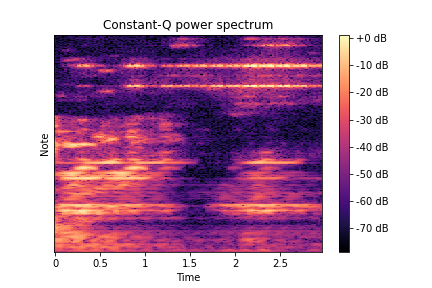 Constant-Q power spectrum
+0 dB
-10 dB
-20 dB
-30 dB
-40 dB
-50 dB
-60 dB
-70 dB
Note
0
0.5
1
1.5
2
2.5
Time